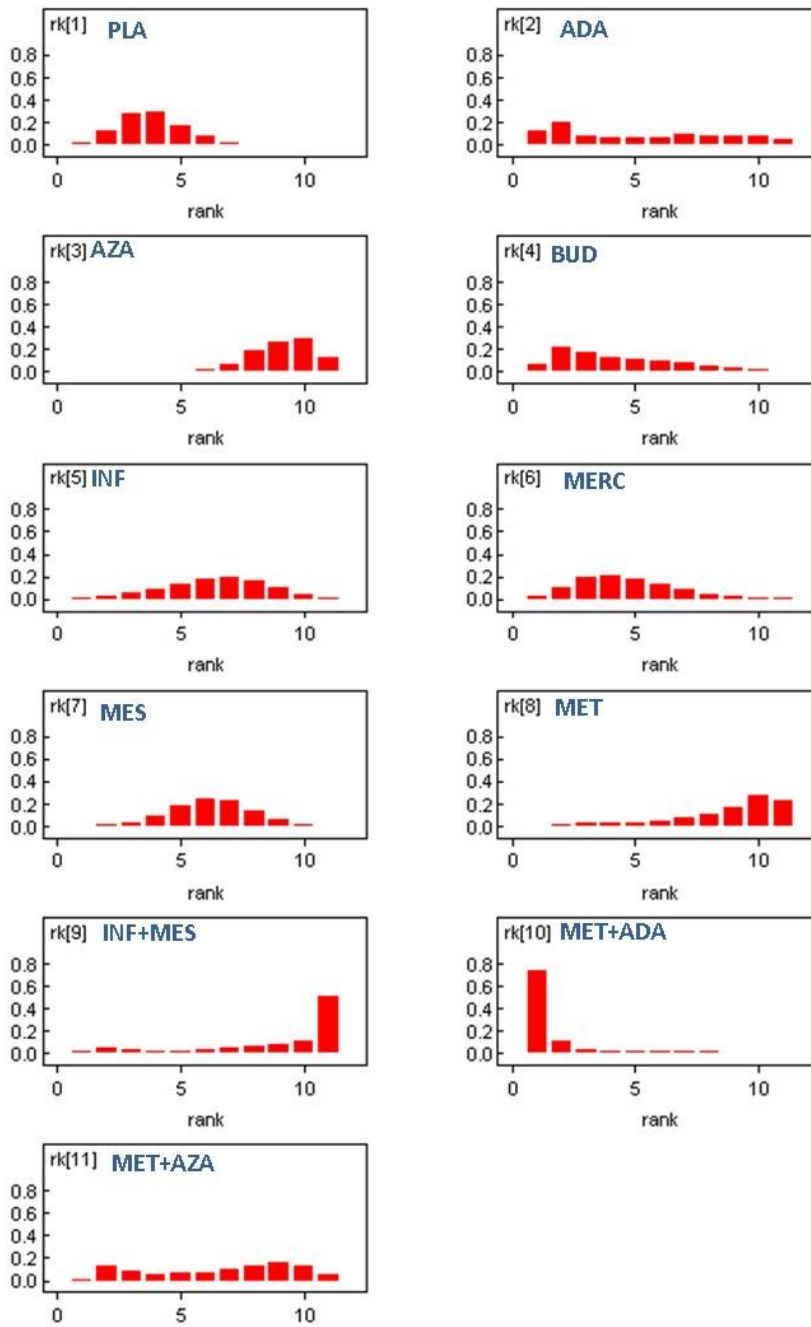 rk[1] PLA
0.8
0.6
0.4
0.2
0.0
0 5 10
rank
rk[2] ADA
0.8
0.6
0.4
0.2
0.0
0 5 10
rank
rk[3] AZA
0.8
0.6
0.4
0.2
0.0
0 5 10
rank
rk[4] BUD
0.8
0.6
0.4
0.2
0.0
0 5 10
rank
rk[5] INF
0.8
0.6
0.4
0.2
0.0
0 5 10
rank
rk[6] MERC
0.8
0.6
0.4
0.2
0.0
0 5 10
rank
rk[7] MES
0.8
0.6
0.4
0.2
0.0
0 5 10
rank
rk[8] MET
0.8
0.6
0.4
0.2
0.0
0 5 10
rank
rk[9] INF+MES
0.8
0.6
0.4
0.2
0.0
0 5 10
rank
rk[10] MET+ADA
0.8
0.6
0.4
0.2
0.0
0 5 10
rank
rk[11] MET+AZA
0.8
0.6
0.4
0.2
0.0
0 5 10